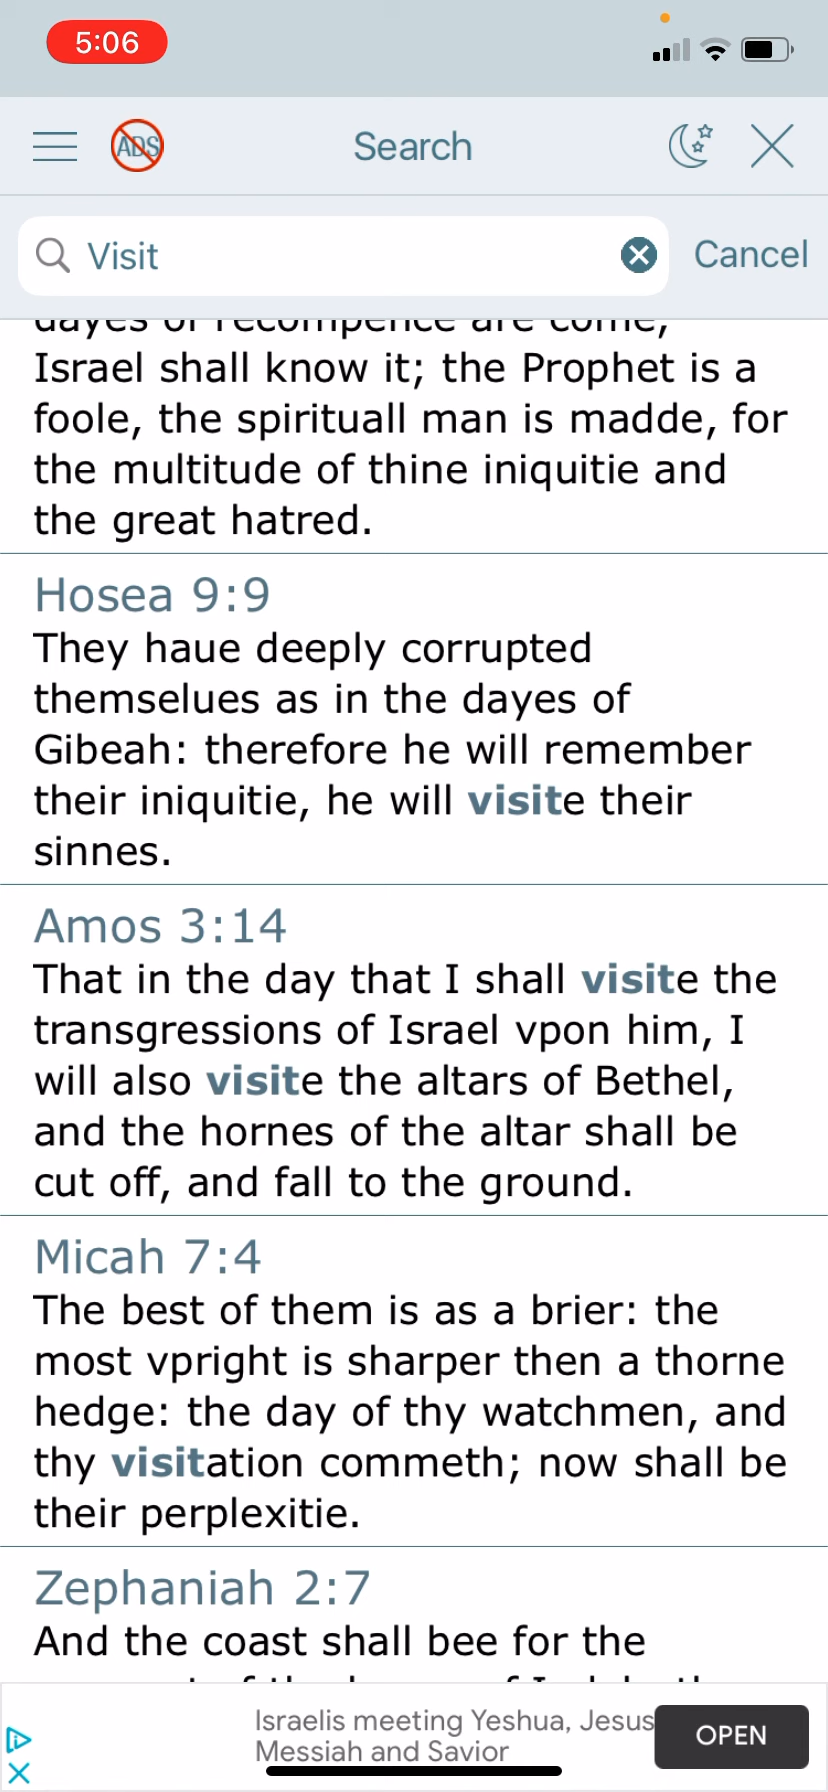 5:06
ADS
Search
Visit
Cancel
dayes of recompence are come,
Israel shall know it; the Prophet is a
foole, the spirituall man is madde, for
the multitude of thine iniquitie and
the great hatred.
Hosea 9:9
They haue deeply corrupted
themselues as in the dayes of
Gibeah: therefore he will remember
their iniquitie, he will visite their
sinnes.
Amos 3:14
That in the day that I shall visite the
transgressions of Israel vpon him, I
will also visite the altars of Bethel,
and the hornes of the altar shall be
cut off, and fall to the ground.
Micah 7:4
The best of them is as a brier: the
most vpright is sharper then a thorne
hedge: the day of thy watchmen, and
thy visitation commeth; now shall be
their perplexitie.
Zephaniah 2:7
And the coast shall bee for the
Israelis meeting Yeshua, Jesus
Messiah and Savior
OPEN